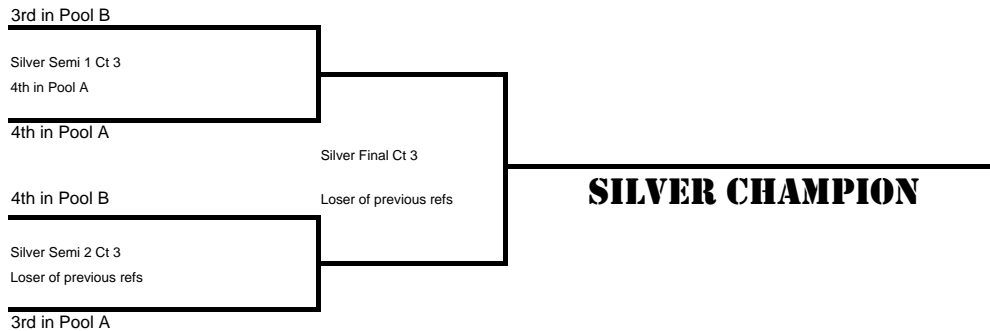 3rd in Pool B
Silver Semi 1 Ct 3
4th in Pool A
4th in Pool A
Silver Final Ct 3
4th in Pool B
Loser of previous refs
SILVER CHAMPION
Silver Semi 2 Ct 3
Loser of previous refs
3rd in Pool A